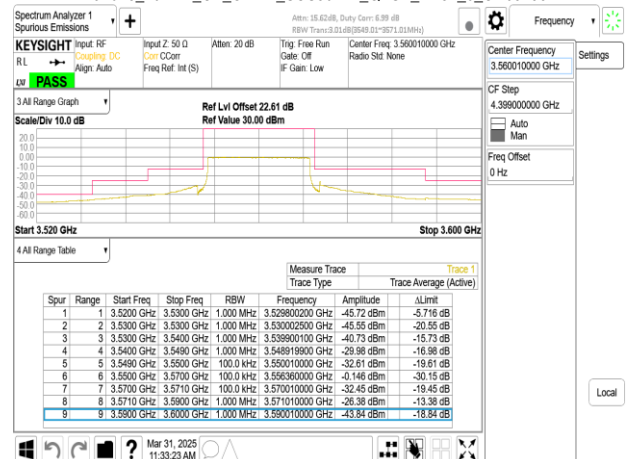 Spectrum Analyzer 1
Spurious Emissions
Attn: 15.62dB, Duty Corr: 6.99 dB
RBW Trans:3.01dB(3549.01~3571.01MHz)
Frequency
KEYSIGHT
RL
LXI PASS
Input: RF
Coupling: DC
Align: Auto
Input Z: 50 Ω
Corr CCorr
Freq Ref: Int (S)
Atten: 20 dB
Trig: Free Run
Gate: Off
IF Gain: Low
Center Freq: 3.560010000 GHz
Radio Std: None
Center Frequency
3.560010000 GHz
Settings
CF Step
4.399000000 GHz
Auto
Man
Freq Offset
0 Hz
3 All Range Graph
Scale/Div 10.0 dB
Ref Lvl Offset 22.61 dB
Ref Value 30.00 dBm
20.0
10.0
0.00
-10.0
-20.0
-30.0
-40.0
-50.0
-60.0
Start 3.520 GHz
Stop 3.600 GHz
4 All Range Table
Measure Trace Trace 1
Trace Type Trace Average (Active)
Spur Range Start Freq Stop Freq RBW Frequency Amplitude ΔLimit
1 1 3.5200 GHz 3.5300 GHz 1.000 MHz 3.529800200 GHz -45.72 dBm -5.716 dB
2 2 3.5300 GHz 3.5300 GHz 1.000 MHz 3.530002500 GHz -45.55 dBm -20.55 dB
3 3 3.5300 GHz 3.5400 GHz 1.000 MHz 3.539900100 GHz -40.73 dBm -15.73 dB
4 4 3.5400 GHz 3.5490 GHz 1.000 MHz 3.548919900 GHz -29.98 dBm -16.98 dB
5 5 3.5490 GHz 3.5500 GHz 100.0 kHz 3.550010000 GHz -32.61 dBm -19.61 dB
6 6 3.5500 GHz 3.5700 GHz 100.0 kHz 3.556360000 GHz -0.146 dBm -30.15 dB
7 7 3.5700 GHz 3.5710 GHz 100.0 kHz 3.570010000 GHz -32.45 dBm -19.45 dB
8 8 3.5710 GHz 3.5900 GHz 1.000 MHz 3.571010000 GHz -26.38 dBm -13.38 dB
9 9 3.5900 GHz 3.6000 GHz 1.000 MHz 3.590010000 GHz -43.84 dBm -18.84 dB
Local
Mar 31, 2025
11:33:23 AM